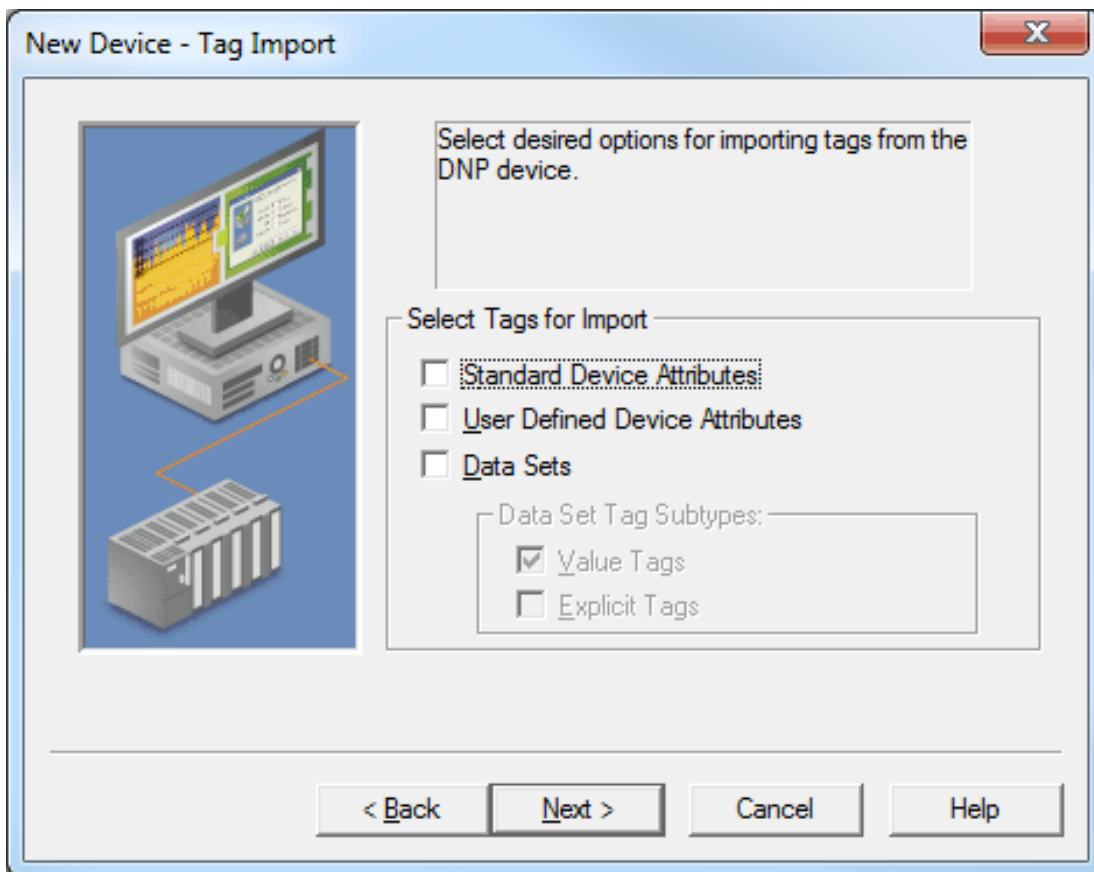 New Device - Tag Import
Select desired options for importing tags from the
DNP device.
Select Tags for Import
Standard Device Attributes
User Defined Device Attributes
Data Sets
Data Set Tag Subtypes:
Value Tags
Explicit Tags
< Back
Next >
Cancel
Help